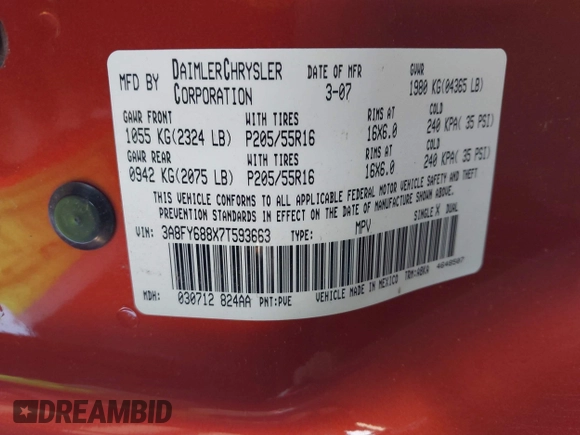 MFD BY DAIMLERCHRYSLER CORPORATION DATE OF MFR 3-07 GVWR 1980 KG(04365 LB)
GAWR FRONT WITH TIRES RIMS AT COLD
1055 KG(2324 LB) P205/55R16 16X6.0 240 KPA( 35 PSI)
GAWR REAR WITH TIRES RIMS AT COLD
0942 KG(2075 LB) P205/55R16 16X6.0 240 KPA( 35 PSI)
THIS VEHICLE CONFORMS TO ALL APPLICABLE FEDERAL MOTOR VEHICLE SAFETY AND THEFT
PREVENTION STANDARDS IN EFFECT ON THE DATE OF MANUFACTURE SHOWN ABOVE.
VIN: 3A8FY688X7T593663 TYPE: MPV SINGLE X DUAL
MDH: 030712 824AA PNT:PVE VEHICLE MADE IN MEXICO TRM:ABKA
DREAMBID